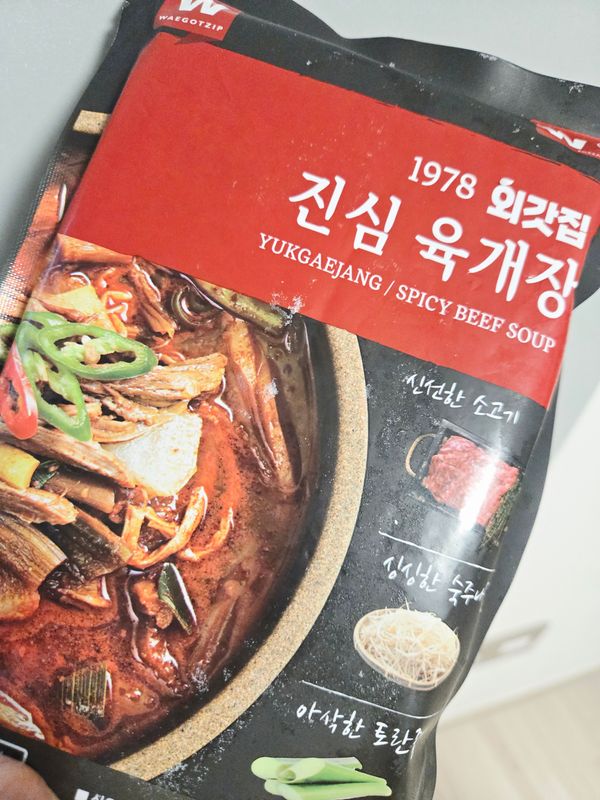 WAEGOTZIP
1978 외갓집
진심 육개장
YUKGAEJANG / SPICY BEEF SOUP
신선한 소고기
싱싱한 숙주
아삭한 토란